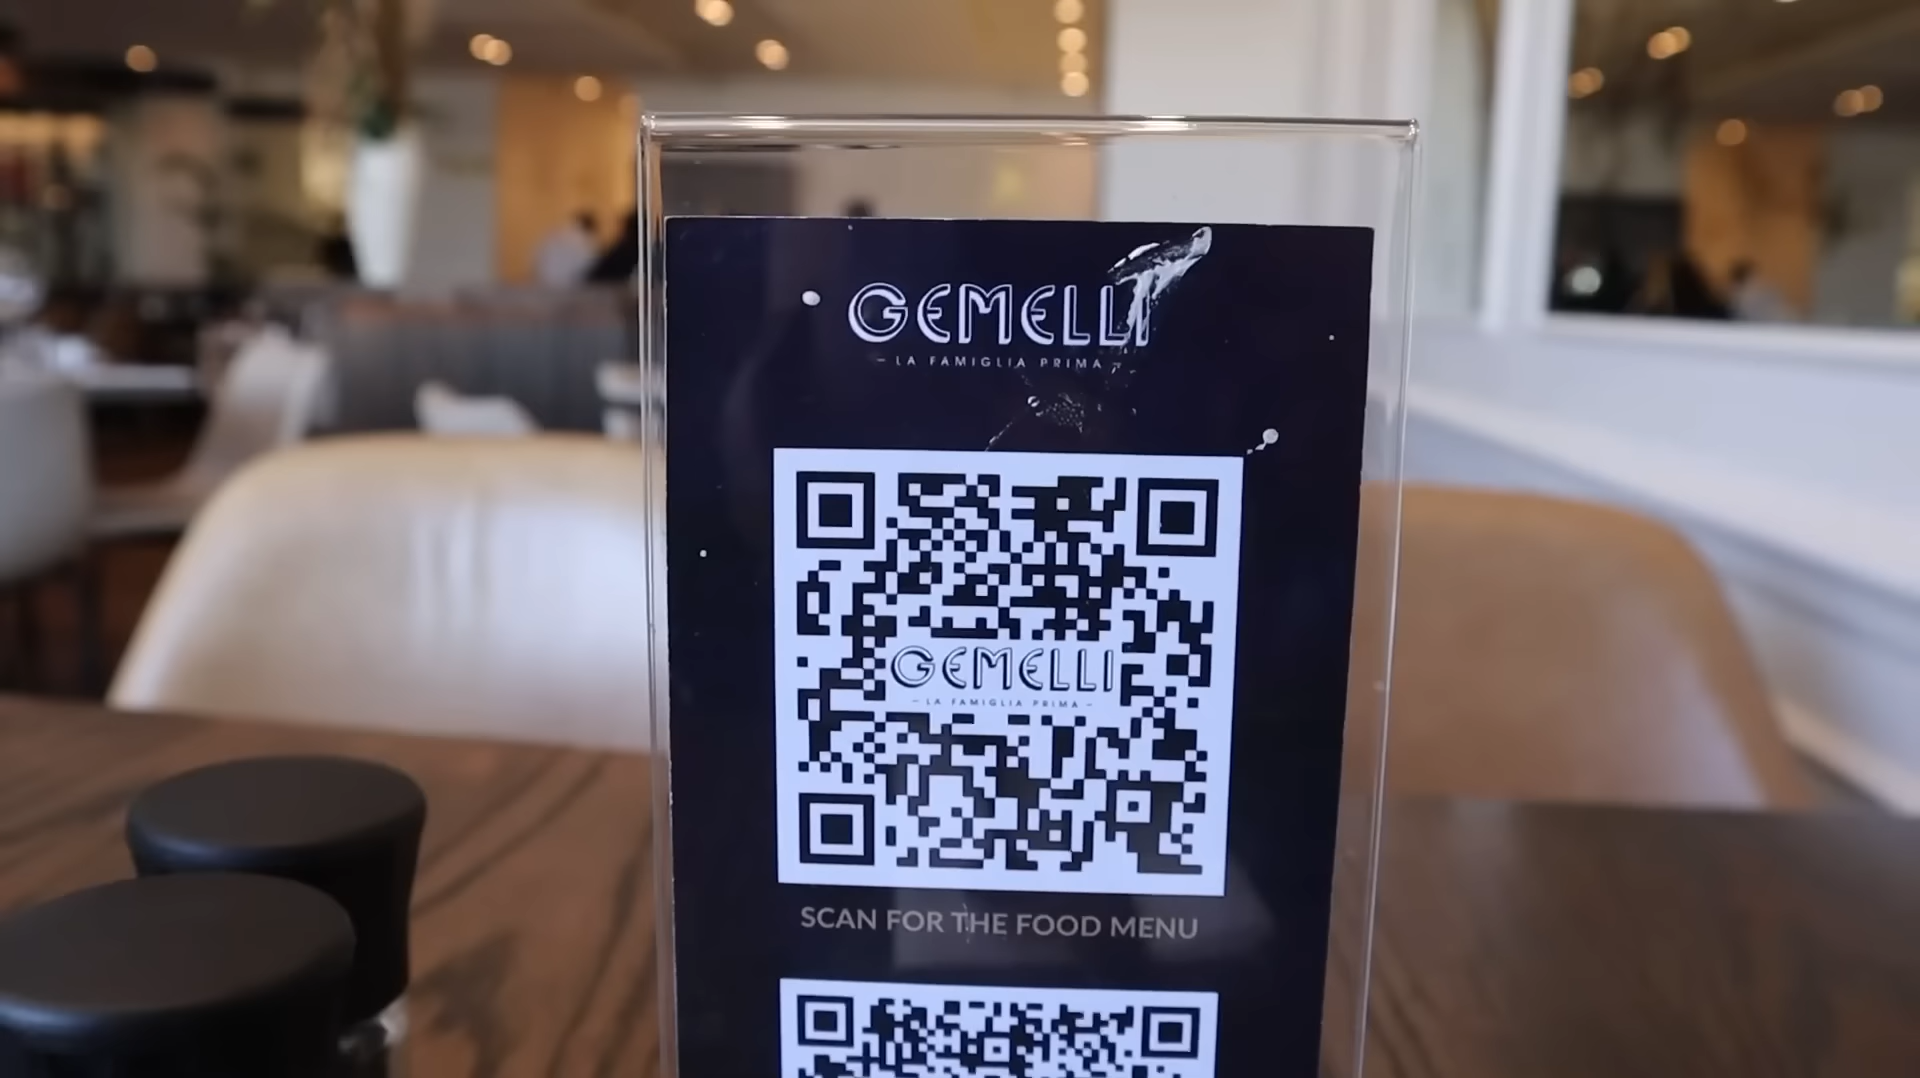 GEMELLI
- LA FAMIGLIA PRIMA -
GEMELLI
- LA FAMIGLIA PRIMA -
SCAN FOR THE FOOD MENU